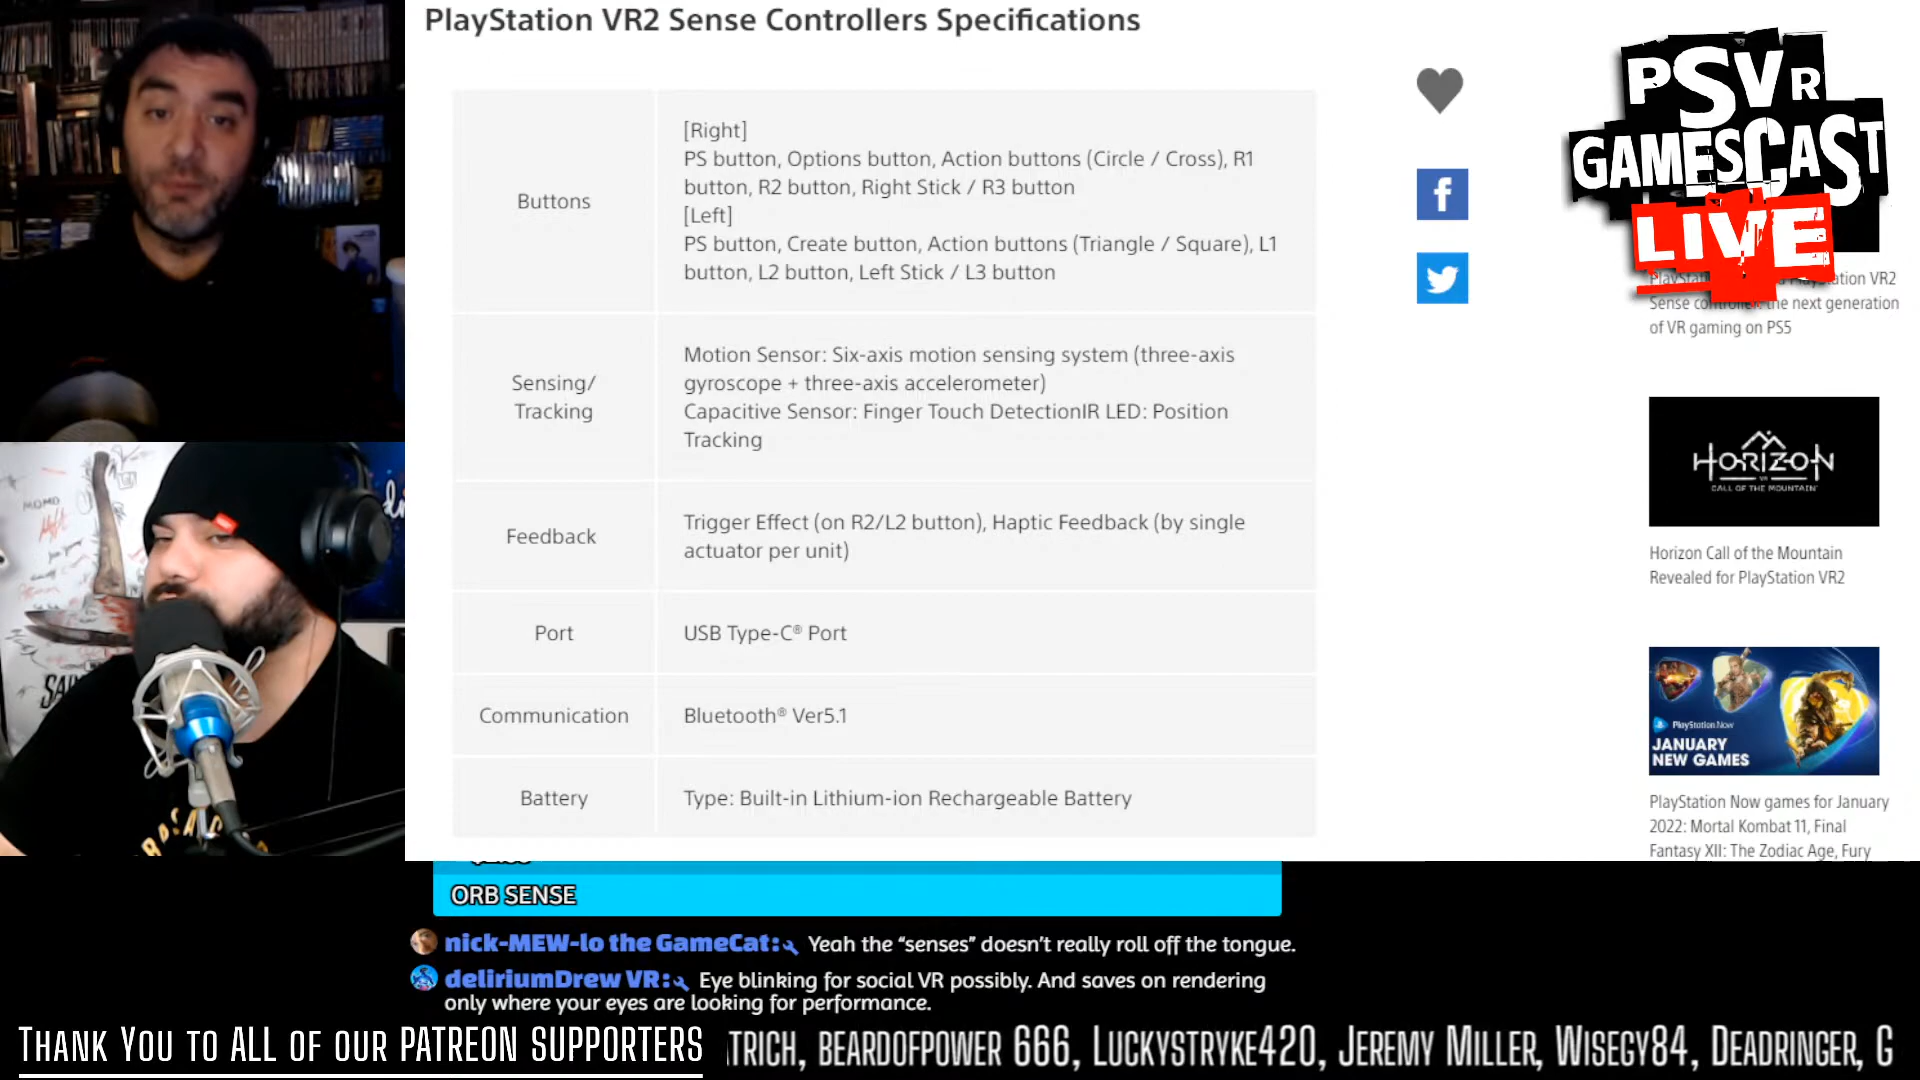 PlayStation VR2 Sense Controllers Specifications
Buttons
[Right]
PS button, Options button, Action buttons (Circle / Cross), R1
button, R2 button, Right Stick / R3 button
[Left]
PS button, Create button, Action buttons (Triangle / Square), L1
button, L2 button, Left Stick / L3 button
Sensing/
Tracking
Motion Sensor: Six-axis motion sensing system (three-axis
gyroscope + three-axis accelerometer)
Capacitive Sensor: Finger Touch DetectionIR LED: Position
Tracking
Feedback
Trigger Effect (on R2/L2 button), Haptic Feedback (by single
actuator per unit)
Port
USB Type-C® Port
Communication
Bluetooth® Ver5.1
Battery
Type: Built-in Lithium-ion Rechargeable Battery
PSVR
GAMESCAST
LIVE
VR2
Sense the next generation
of VR gaming on PS5
HORIZON
CALL OF THE MOUNTAIN
Horizon Call of the Mountain
Revealed for PlayStation VR2
PlayStation Now
JANUARY
NEW GAMES
PlayStation Now games for January
2022: Mortal Kombat 11, Final
Fantasy XII: The Zodiac Age, Fury
MOMO
ORB SENSE
nick-MEW-lo the GameCat: Yeah the “senses” doesn't really roll off the tongue.
deliriumDrew VR: Eye blinking for social VR possibly. And saves on rendering
only where your eyes are looking for performance.
THANK YOU TO ALL OF OUR PATREON SUPPORTERS
TRICH, BEARDOFPOWER 666, LUCKYSTRYKE420, JEREMY MILLER, WISEGY84, DEADRINGER, G